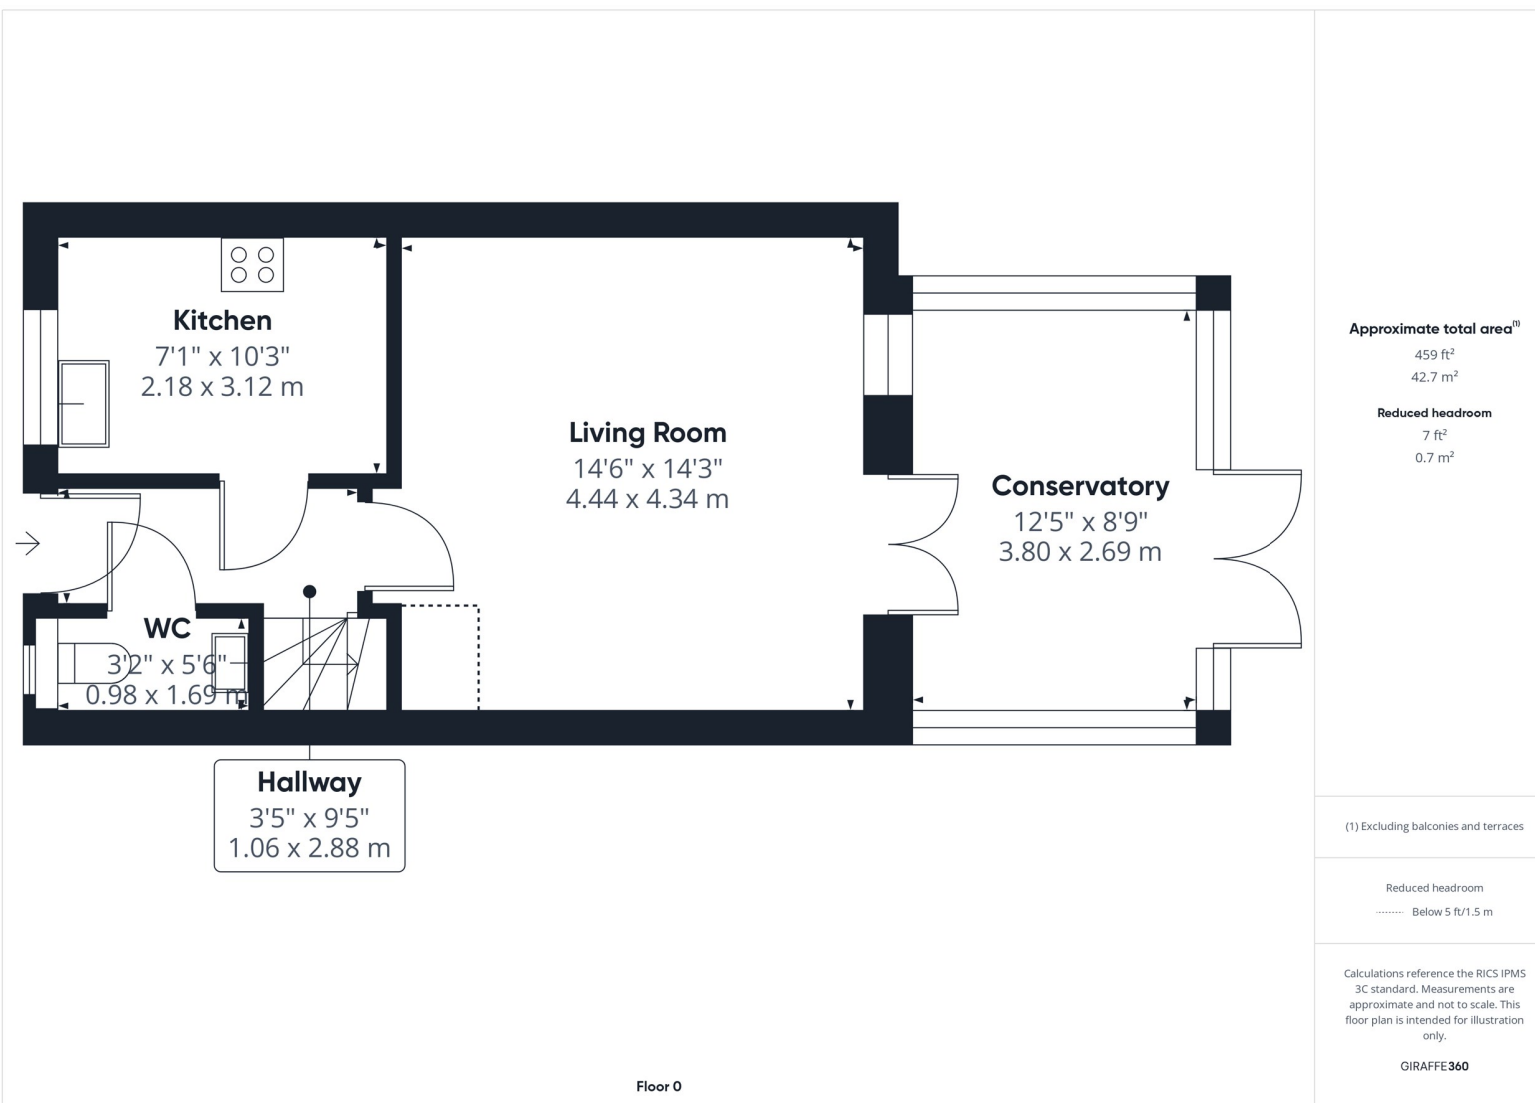 Kitchen
7'1" x 10'3"
2.18 x 3.12 m
Living Room
14'6" x 14'3"
4.44 x 4.34 m
Conservatory
12'5" x 8'9"
3.80 x 2.69 m
WC
3'2" x 5'6"
0.98 x 1.69 m
Hallway
3'5" x 9'5"
1.06 x 2.88 m
Floor 0
Approximate total area(1)
459 ft²
42.7 m²
Reduced headroom
7 ft²
0.7 m²
(1) Excluding balconies and terraces
Reduced headroom
Below 5 ft/1.5 m
Calculations reference the RICS IPMS
3C standard. Measurements are
approximate and not to scale. This
floor plan is intended for illustration
only.
GIRAFFE360